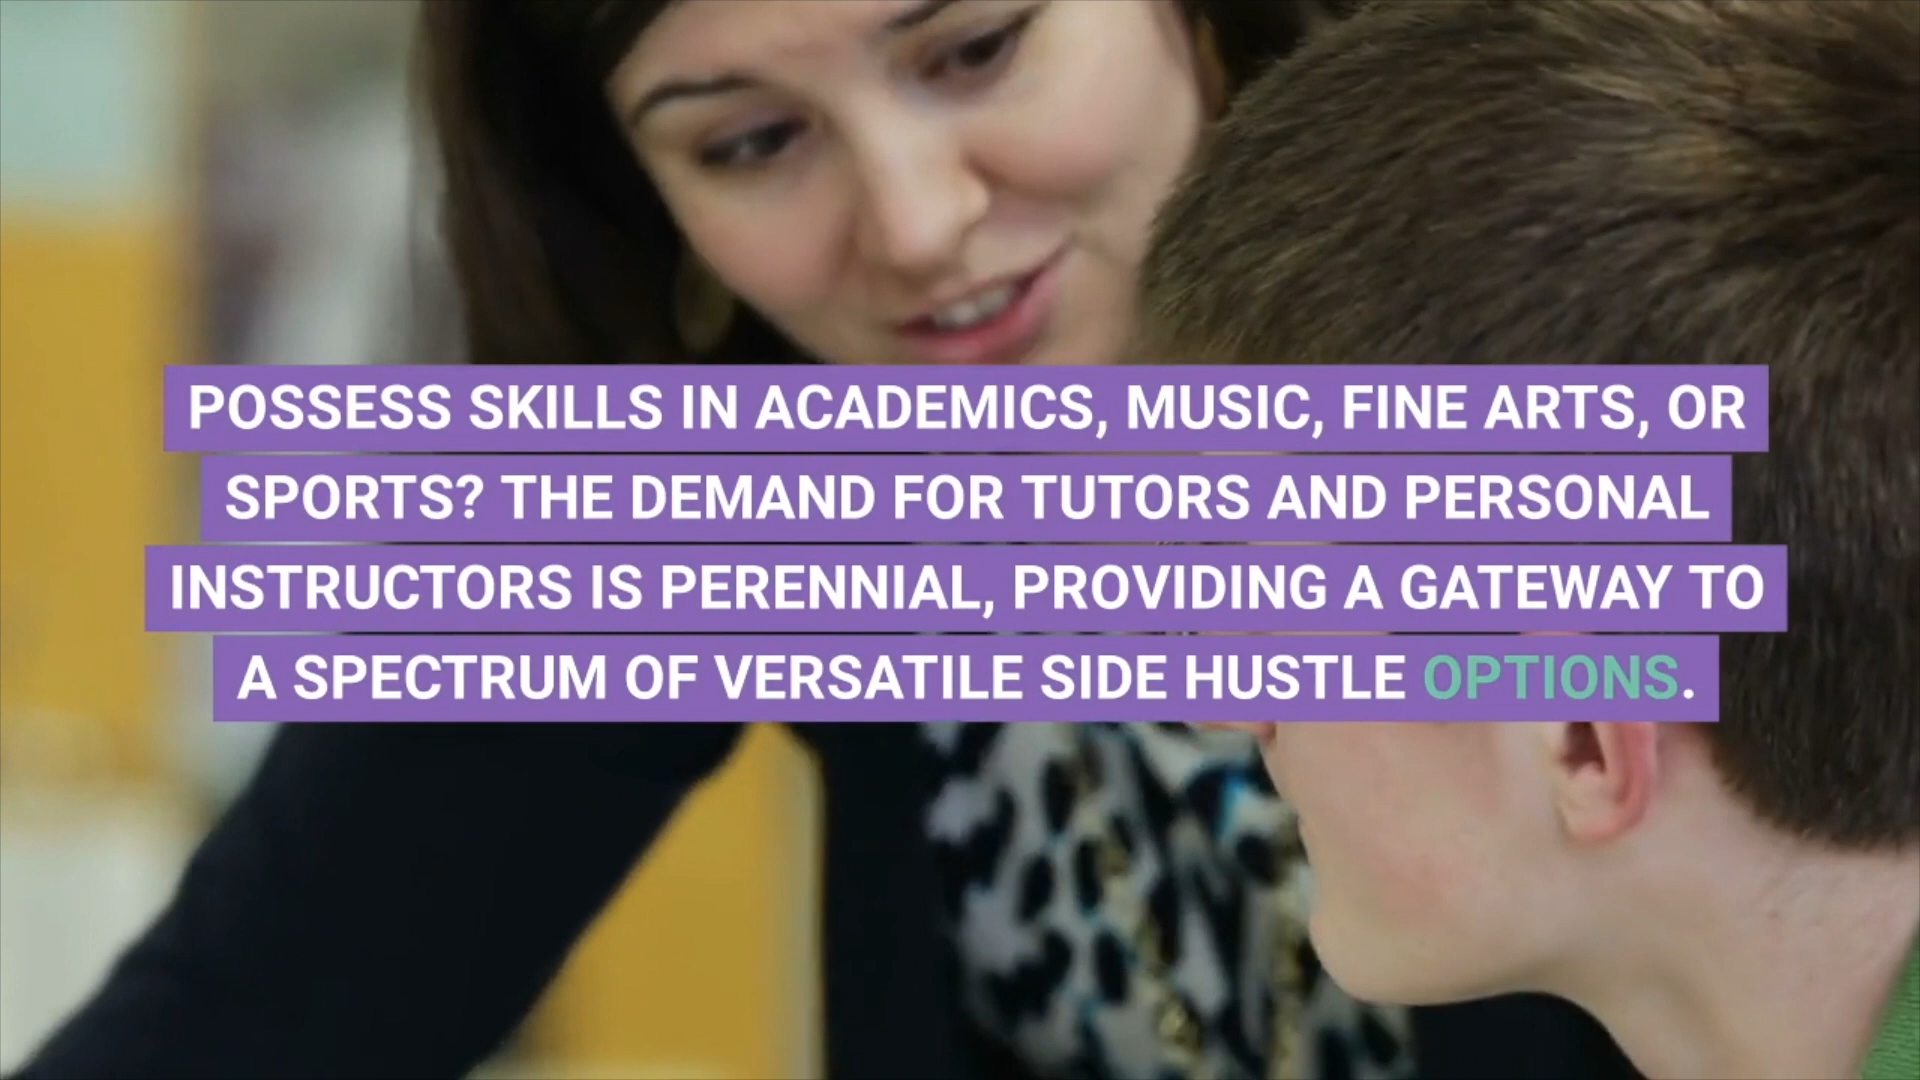 POSSESS SKILLS IN ACADEMICS, MUSIC, FINE ARTS, OR
SPORTS? THE DEMAND FOR TUTORS AND PERSONAL
INSTRUCTORS IS PERENNIAL, PROVIDING A GATEWAY TO
A SPECTRUM OF VERSATILE SIDE HUSTLE OPTIONS.